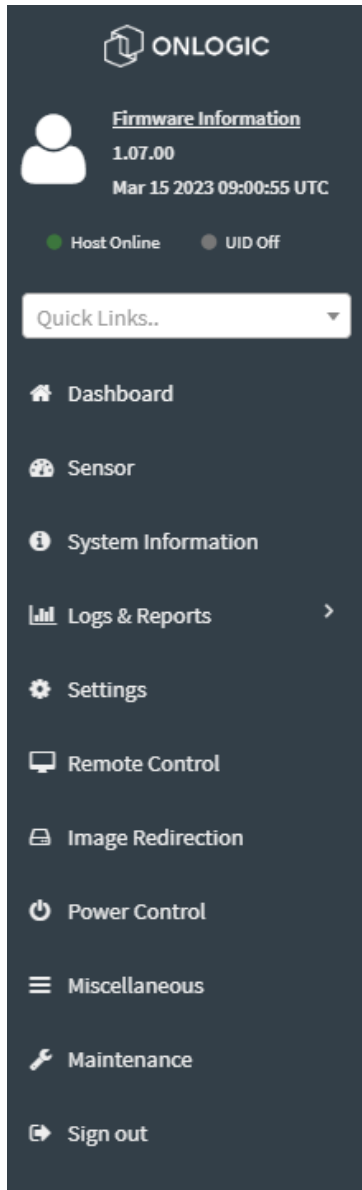 ONLOGIC
Firmware Information
1.07.00
Mar 15 2023 09:00:55 UTC
Host Online UID Off
Quick Links..
Dashboard
Sensor
System Information
Logs & Reports
Settings
Remote Control
Image Redirection
Power Control
Miscellaneous
Maintenance
Sign out